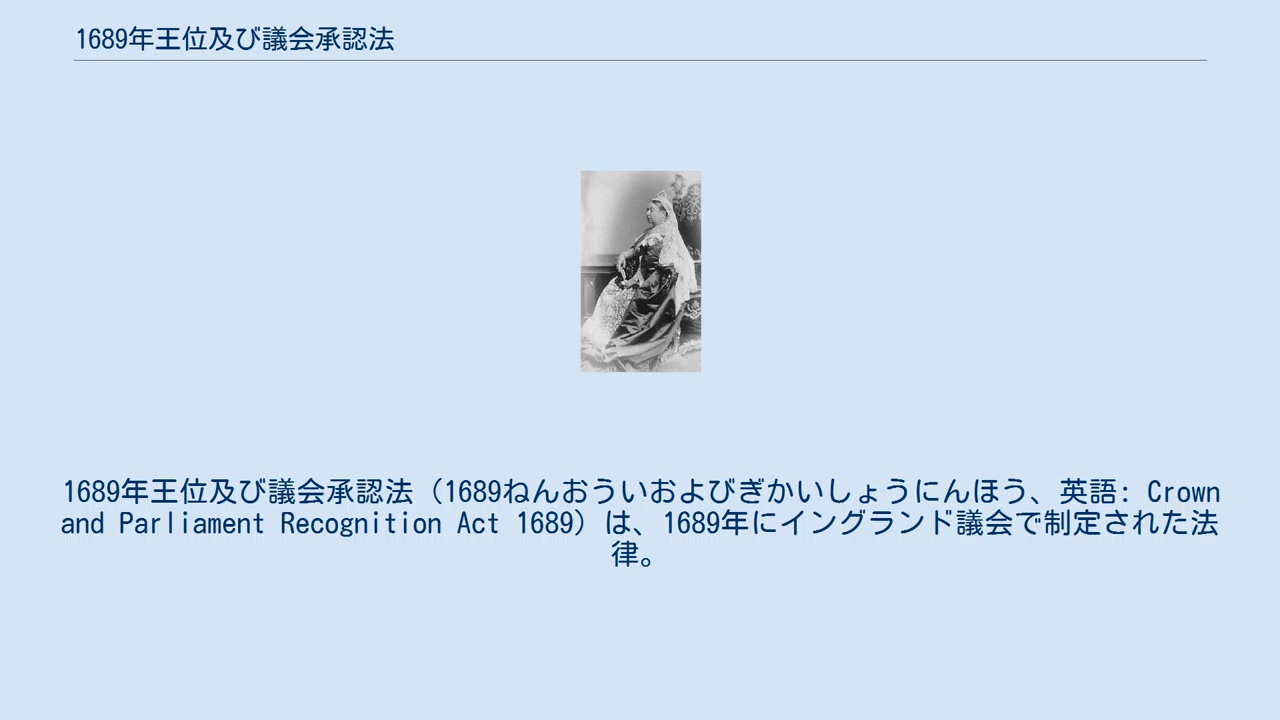 1689年王位及び議会承認法
1689年王位及び議会承認法（1689ねんおういおよびぎかいしょうにんほう、英語: Crown
and Parliament Recognition Act 1689）は、1689年にイングランド議会で制定された法
律。